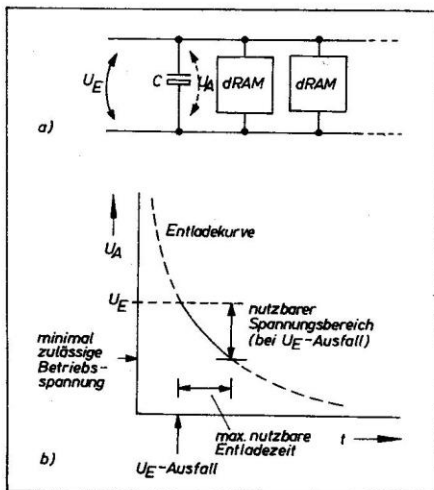 U_E
C
U_A
dRAM
dRAM
a)
U_A
Entladekurve
U_E
nutzbarer
Spannungsbereich
(bei U_E-Ausfall)
minimal
zulässige
Betriebs-
spannung
max. nutzbare
Entladezeit
t
b)
U_E-Ausfall